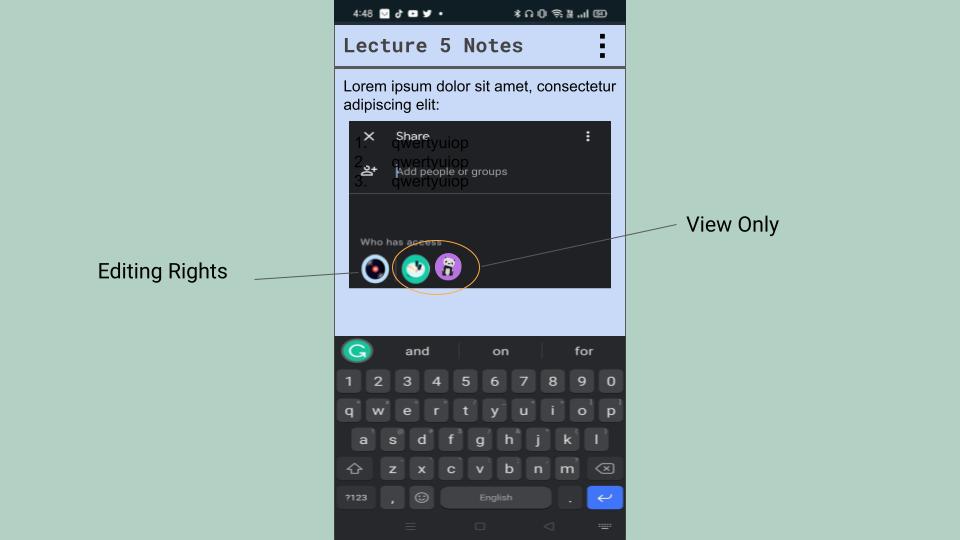 4:48
Lecture 5 Notes
Lorem ipsum dolor sit amet, consectetur
adipiscing elit:
Share
1. qwertyuiop
2. qwertyuiop
Add people or groups
3. qwertyuiop
View Only
Who has access
Editing Rights
and on for
1 2 3 4 5 6 7 8 9 0
q w e r t y u i o p
a s d f g h j k l
z x c v b n m
?123 , English .